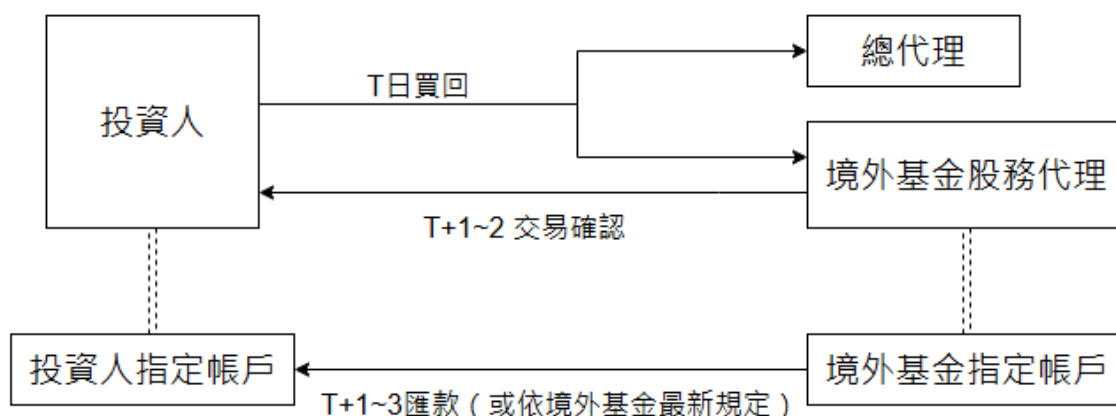 總代理
T日買回
投資人
境外基金股務代理
T+1~2 交易確認
投資人指定帳戶
境外基金指定帳戶
T+1~3匯款（或依境外基金最新規定）